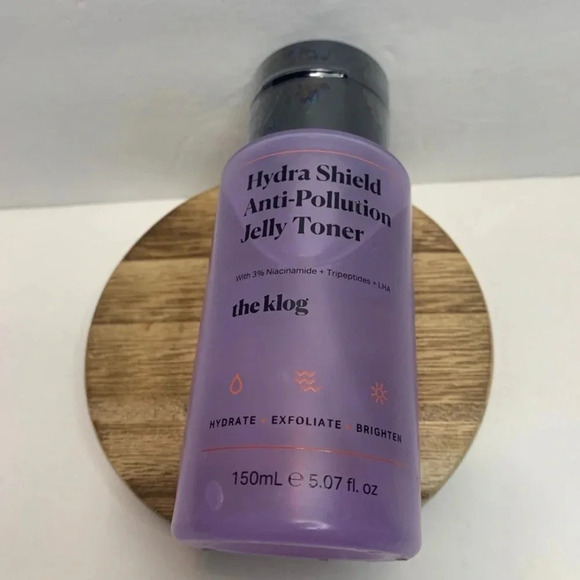 Hydra Shield
Anti-Pollution
Jelly Toner
With 3% Niacinamide + Tripeptides + LHA
the klog
HYDRATE + EXFOLIATE + BRIGHTEN
150mL ℮ 5.07 fl. oz